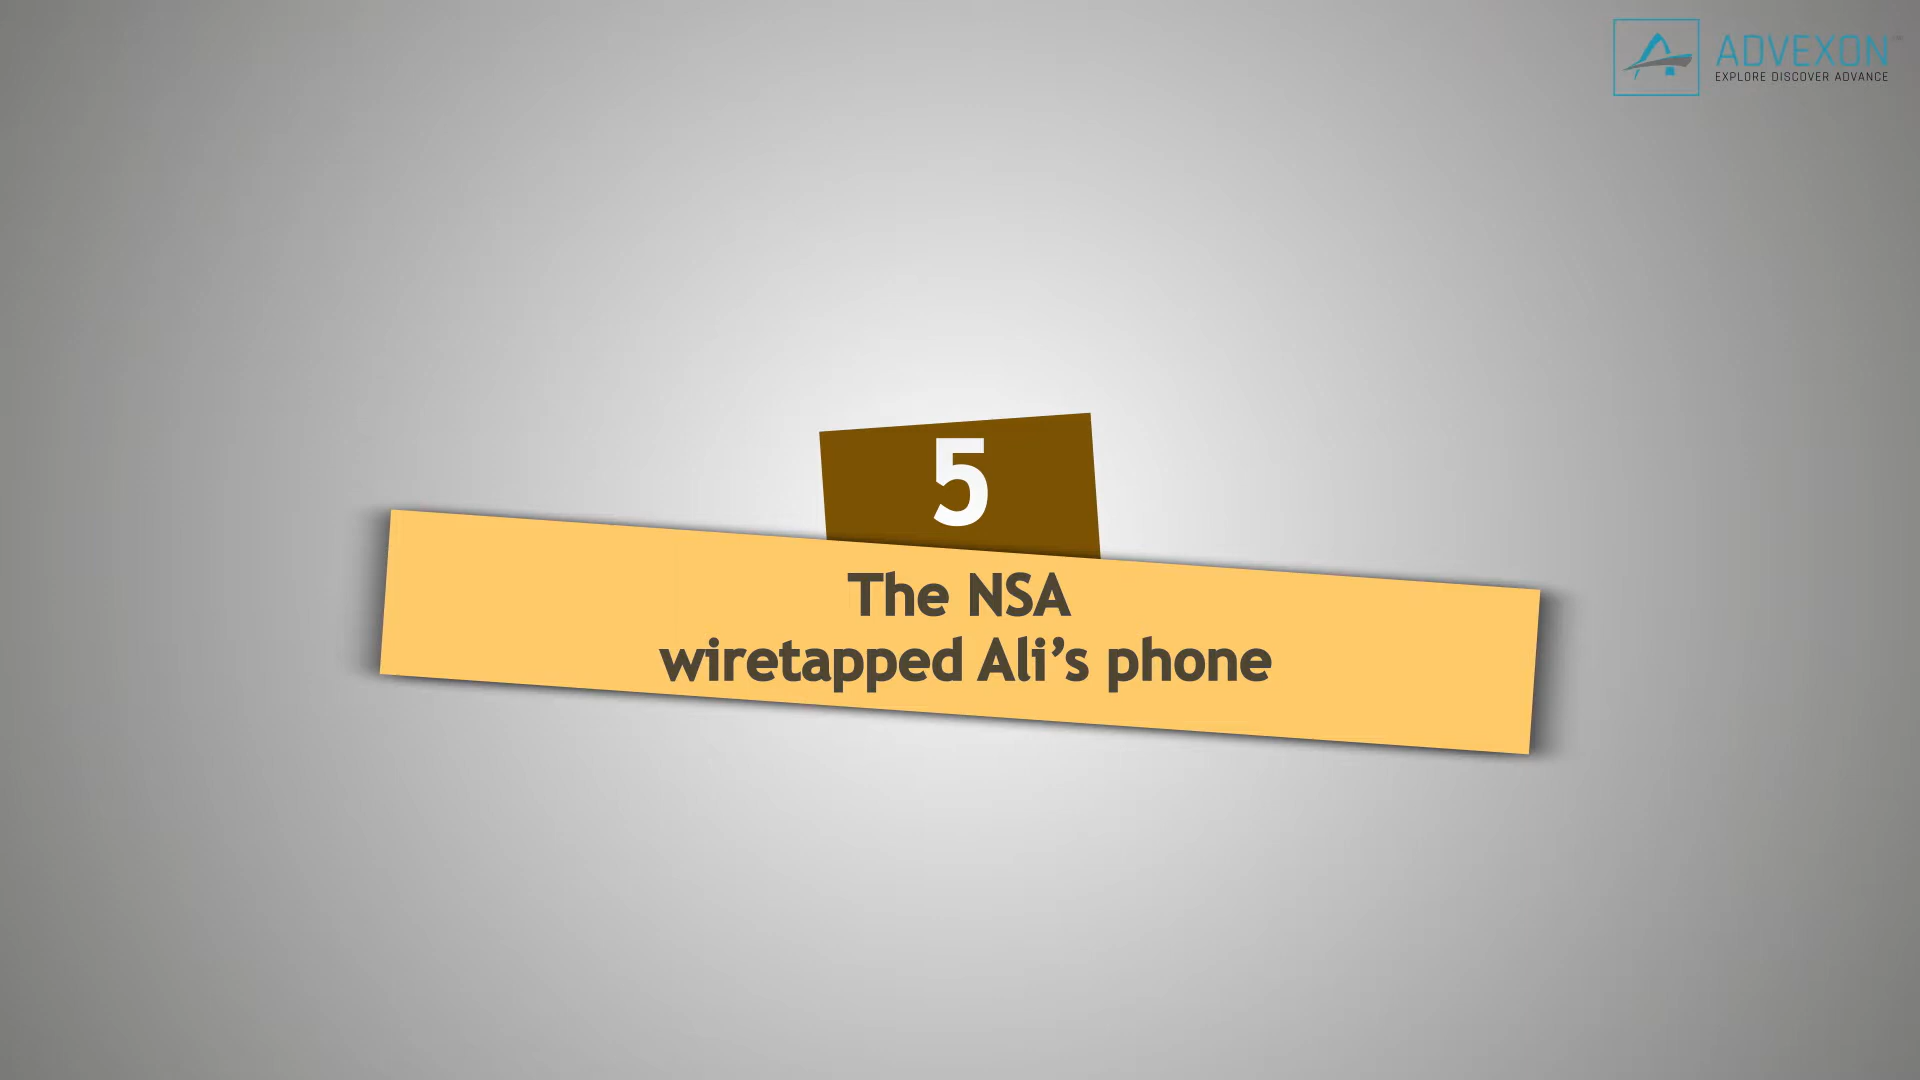 ADVEXON
EXPLORE DISCOVER ADVANCE
5
The NSA
wiretapped Ali’s phone